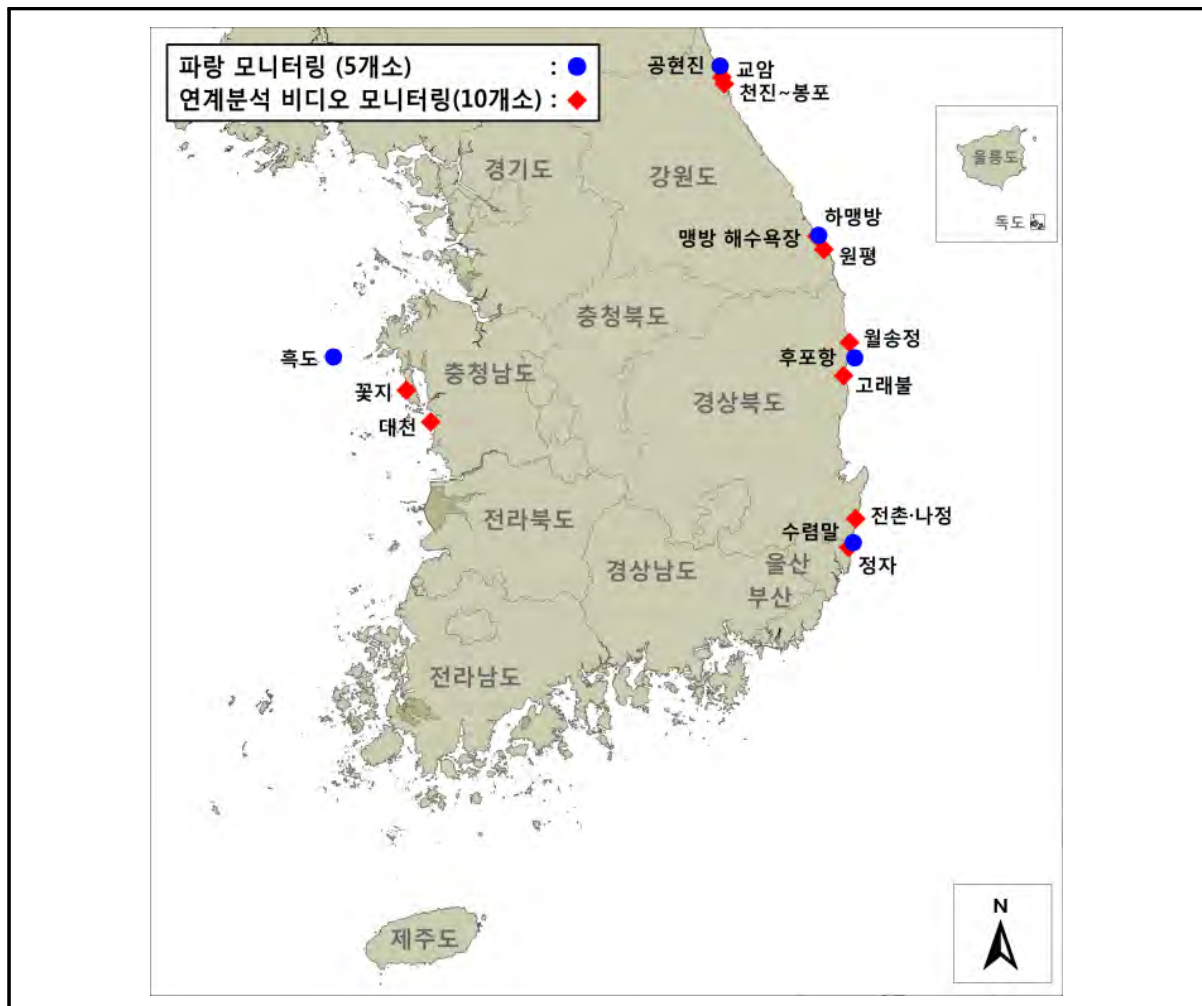 파랑 모니터링 (5개소) :
연계분석 비디오 모니터링(10개소) :
공현진
교암
천진~봉포
경기도
강원도
울릉도
독도
하맹방
맹방 해수욕장
원평
충청북도
월송정
흑도
후포항
충청남도
꽃지
고래불
경상북도
대천
전라북도
전촌·나정
수렴말
경상남도
울산
정자
부산
전라남도
N
제주도